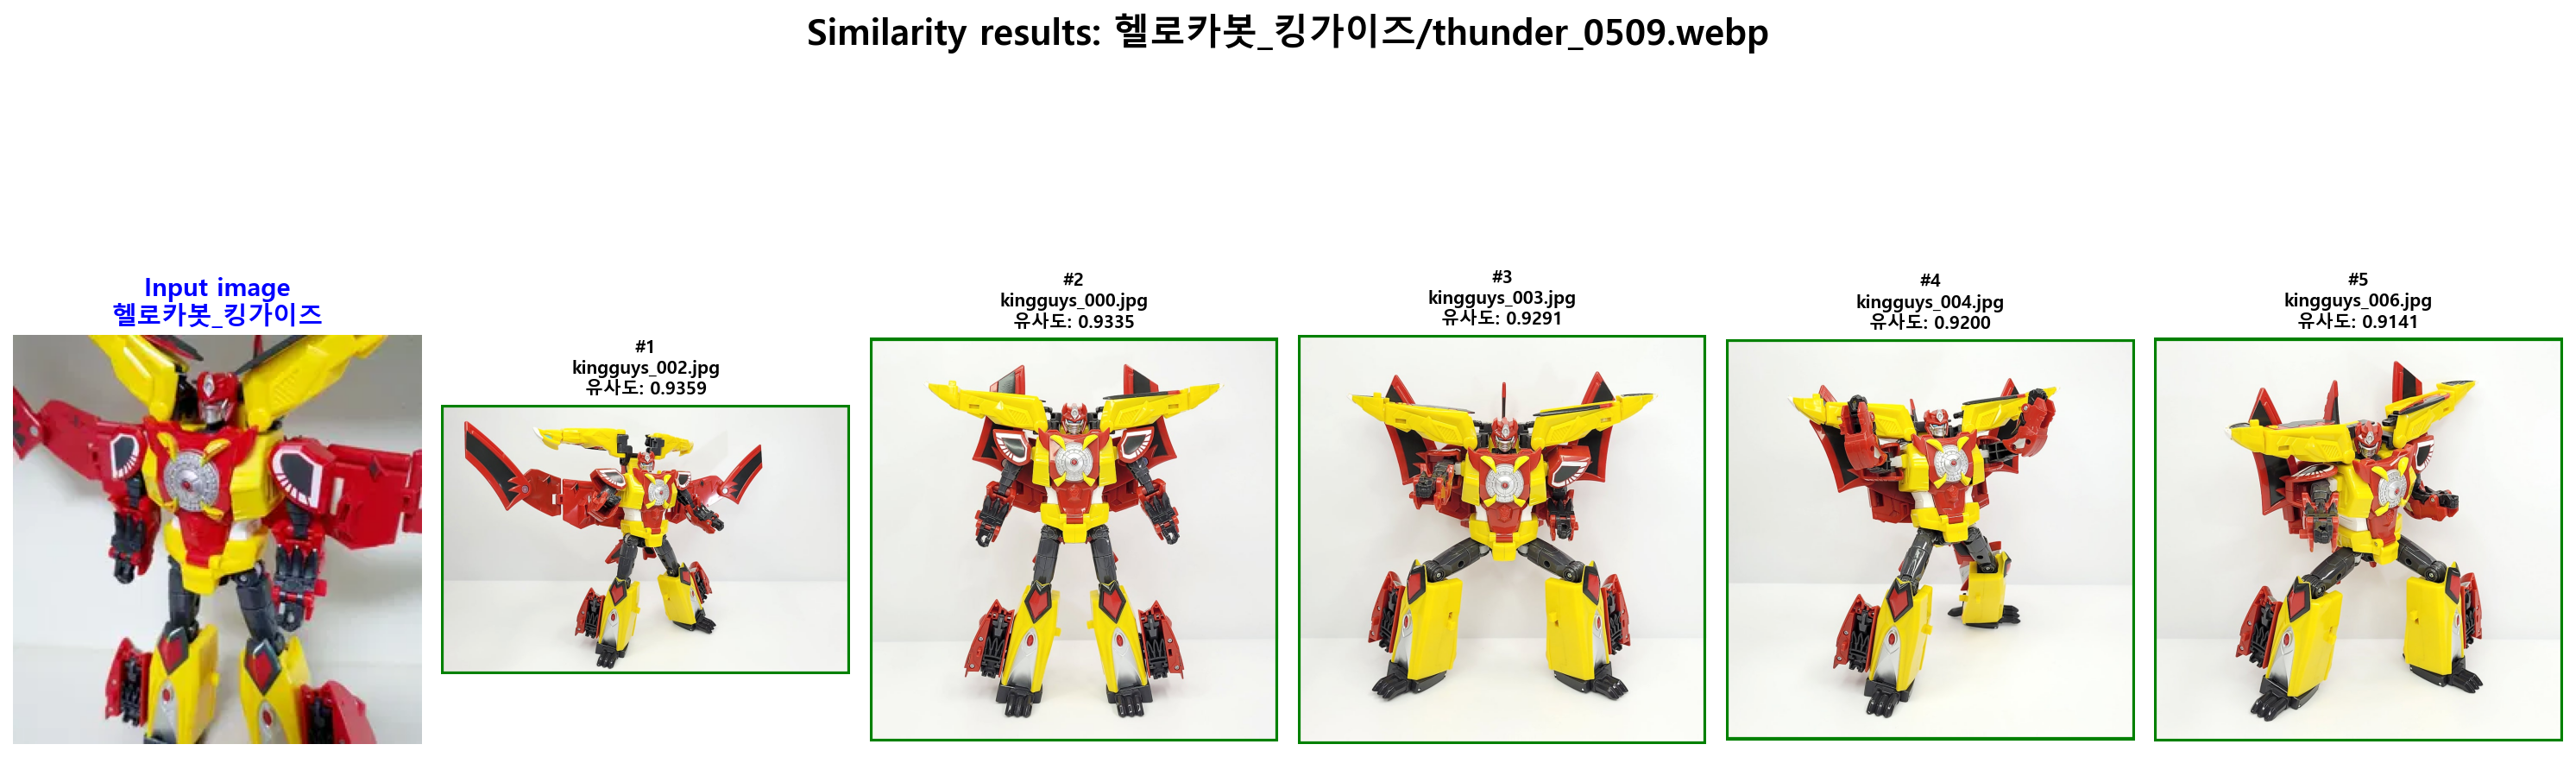 Similarity results: 헬로카봇_킹가이즈/thunder_0509.webp
Input image
헬로카봇_킹가이즈
#1
kingguys_002.jpg
유사도: 0.9359
#2
kingguys_000.jpg
유사도: 0.9335
#3
kingguys_003.jpg
유사도: 0.9291
#4
kingguys_004.jpg
유사도: 0.9200
#5
kingguys_006.jpg
유사도: 0.9141